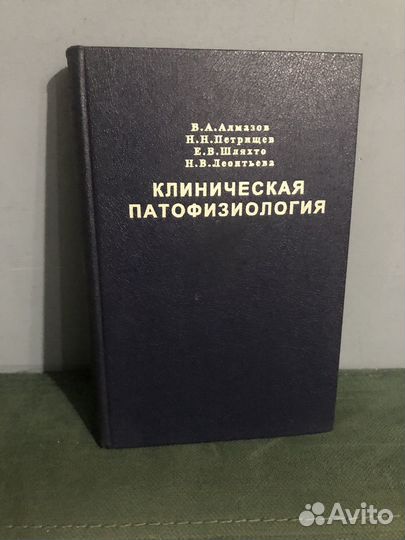 В.А.Алмазов
Н.Н.Петрищев
Е.В.Шляхто
Н.В.Леонтьева
КЛИНИЧЕСКАЯ
ПАТОФИЗИОЛОГИЯ
Avito